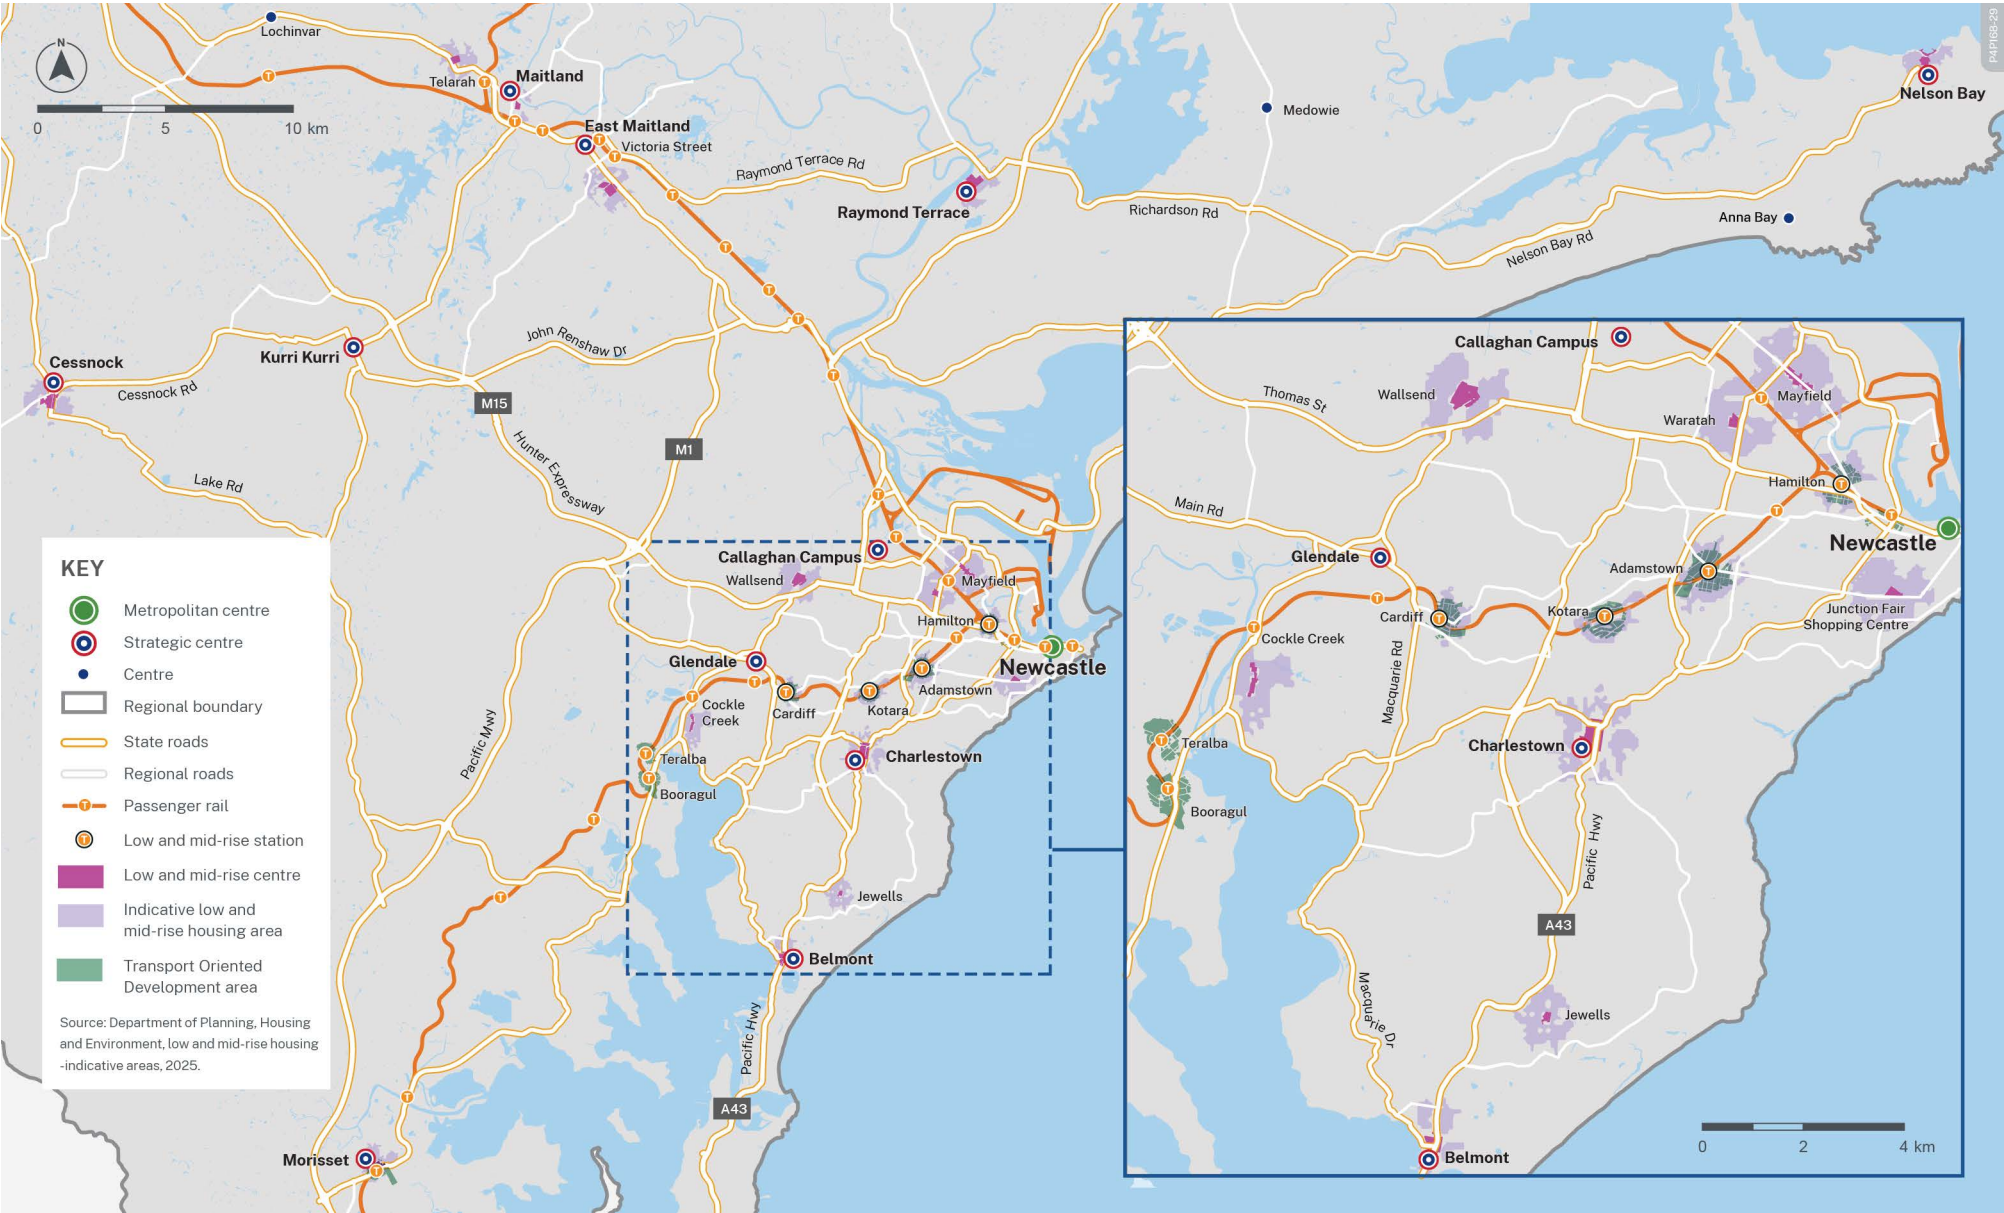 P4P168-29
N
0 5 10 km
Lochinvar
Telarah
Maitland
East Maitland
Victoria Street
Raymond Terrace Rd
Raymond Terrace
Medowie
Richardson Rd
Nelson Bay
Anna Bay
Nelson Bay Rd
Cessnock
Cessnock Rd
Kurri Kurri
John Renshaw Dr
M15
M1
Hunter Expressway
Lake Rd
Callaghan Campus
Wallsend
Mayfield
Hamilton
Glendale
Newcastle
Adamstown
Kotara
Cardiff
Cockle
Creek
Teralba
Booragul
Charlestown
Pacific Mwy
Jewells
Belmont
Pacific Hwy
A43
Morisset
KEY
Metropolitan centre
Strategic centre
Centre
Regional boundary
State roads
Regional roads
Passenger rail
Low and mid-rise station
Low and mid-rise centre
Indicative low and
mid-rise housing area
Transport Oriented
Development area
Source: Department of Planning, Housing
and Environment, low and mid-rise housing
-indicative areas, 2025.
Callaghan Campus
Wallsend
Thomas St
Mayfield
Waratah
Hamilton
Main Rd
Newcastle
Glendale
Adamstown
Junction Fair
Shopping Centre
Kotara
Cardiff
Cockle Creek
Macquarie Rd
Teralba
Charlestown
Booragul
Pacific Hwy
A43
Macquarie Dr
Jewells
Belmont
0 2 4 km